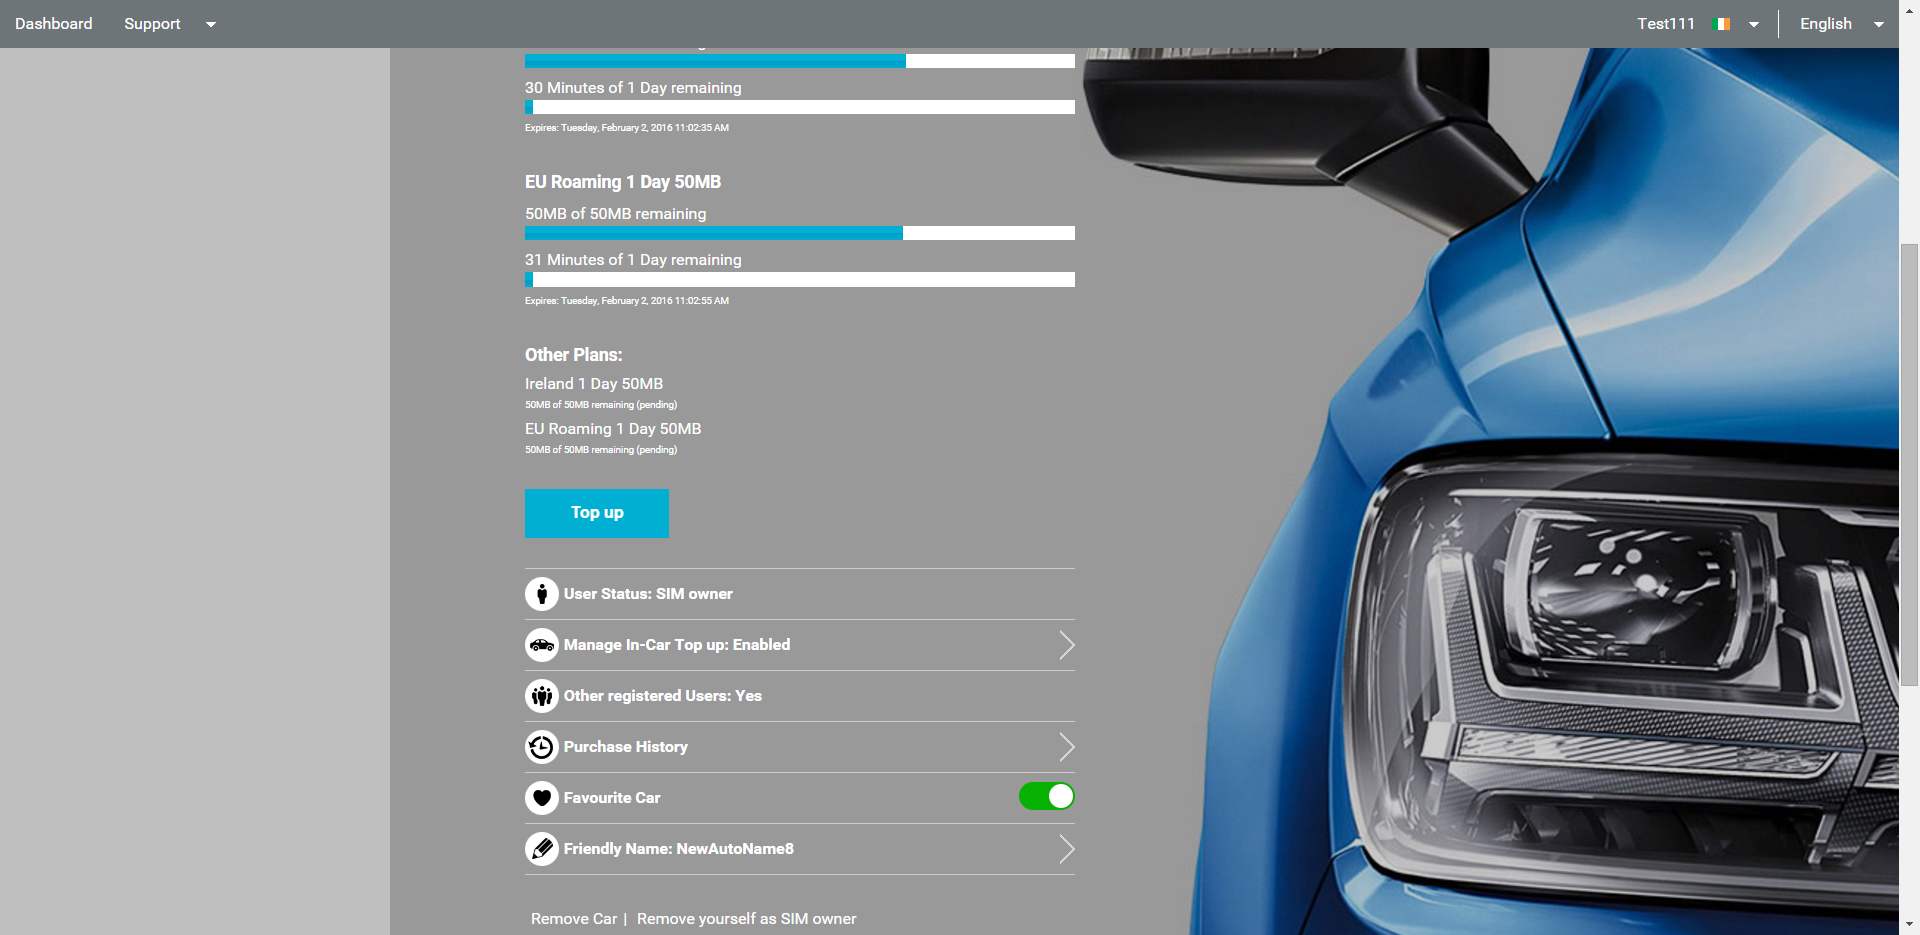 Dashboard
Support
Test111
English
30 Minutes of 1 Day remaining
Expires: Tuesday, February 2, 2016 11:02:35 AM
EU Roaming 1 Day 50MB
50MB of 50MB remaining
31 Minutes of 1 Day remaining
Expires: Tuesday, February 2, 2016 11:02:55 AM
Other Plans:
Ireland 1 Day 50MB
50MB of 50MB remaining (pending)
EU Roaming 1 Day 50MB
50MB of 50MB remaining (pending)
Top up
User Status: SIM owner
Manage In-Car Top up: Enabled
Other registered Users: Yes
Purchase History
Favourite Car
Friendly Name: NewAutoName8
Remove Car | Remove yourself as SIM owner